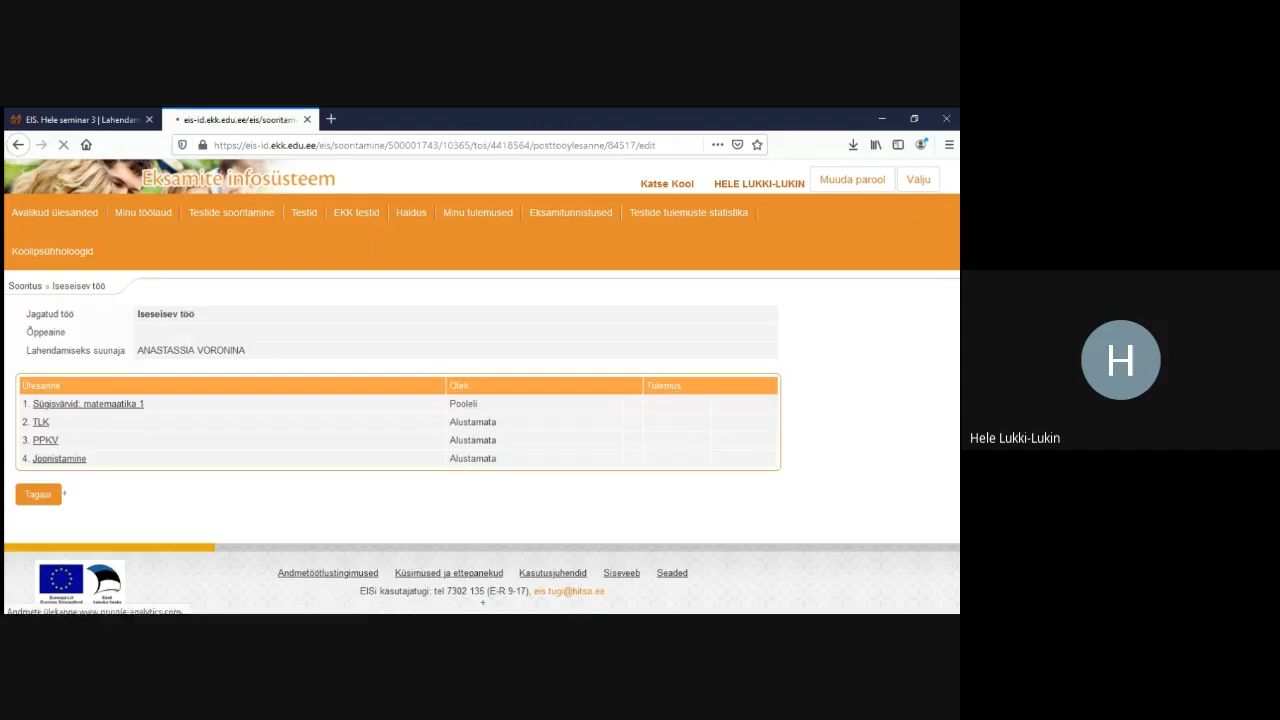 EIS. Hele seminar 3 | Lahendam
eis-id.ekk.edu.ee/eis/sooritam
https://eis-id.ekk.edu.ee/eis/sooritamine/500001743/10365/tos/4418564/posttooylesanne/84517/edit
Eksamite infosüsteem
Katse Kool HELE LUKKI-LUKIN Muuda parool Välju
Avalikud ülesanded Minu töölaud Testide sooritamine Testid EKK testid Haldus Minu tulemused Eksamitunnistused Testide tulemuste statistika
Koolipsühholoogid
Sooritus » Iseseisev töö
Jagatud töö Iseseisev töö
Õppeaine
Lahendamiseks suunaja ANASTASSIA VORONINA
Ülesanne Olek Tulemus
1. Sügisvärvid: matemaatika 1 Pooleli
2. TLK Alustamata
3. PPKV Alustamata
4. Joonistamine Alustamata
Tagasi
H
Hele Lukki-Lukin
Andmetöötlustingimused Küsimused ja ettepanekud Kasutusjuhendid Siseveeb Seaded
EISi kasutajatugi: tel 7302 135 (E-R 9-17), eis.tugi@hitsa.ee